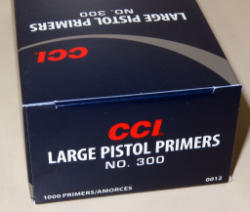 LARGE PISTOL PRIMERS
NO. 300
CCI
CCI
LARGE PISTOL PRIMERS
NO. 300
1000 PRIMERS/AMORCES
0012